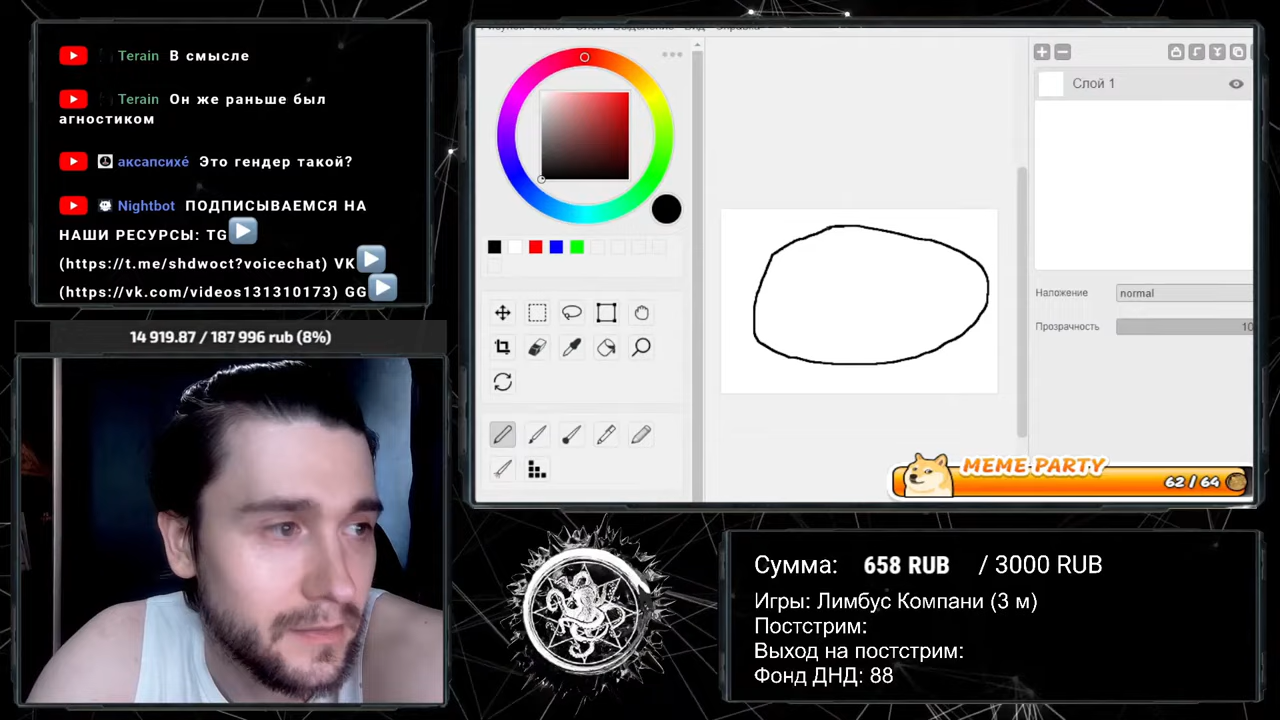 Terain В смысле
Terain Он же раньше был
агностиком
аксапсихé Это гендер такой?
Nightbot ПОДПИСЫВАЕМСЯ НА
НАШИ РЕСУРСЫ: TG
(https://t.me/shdwoct?voicechat) VK
(https://vk.com/videos131310173) GG
14 919.87 / 187 996 rub (8%)
Слой 1
Наложение normal
Прозрачность 10
MEME PARTY
62 / 64
Сумма: 658 RUB / 3000 RUB
Игры: Лимбус Компани (3 м)
Постстрим:
Выход на постстрим:
Фонд ДНД: 88